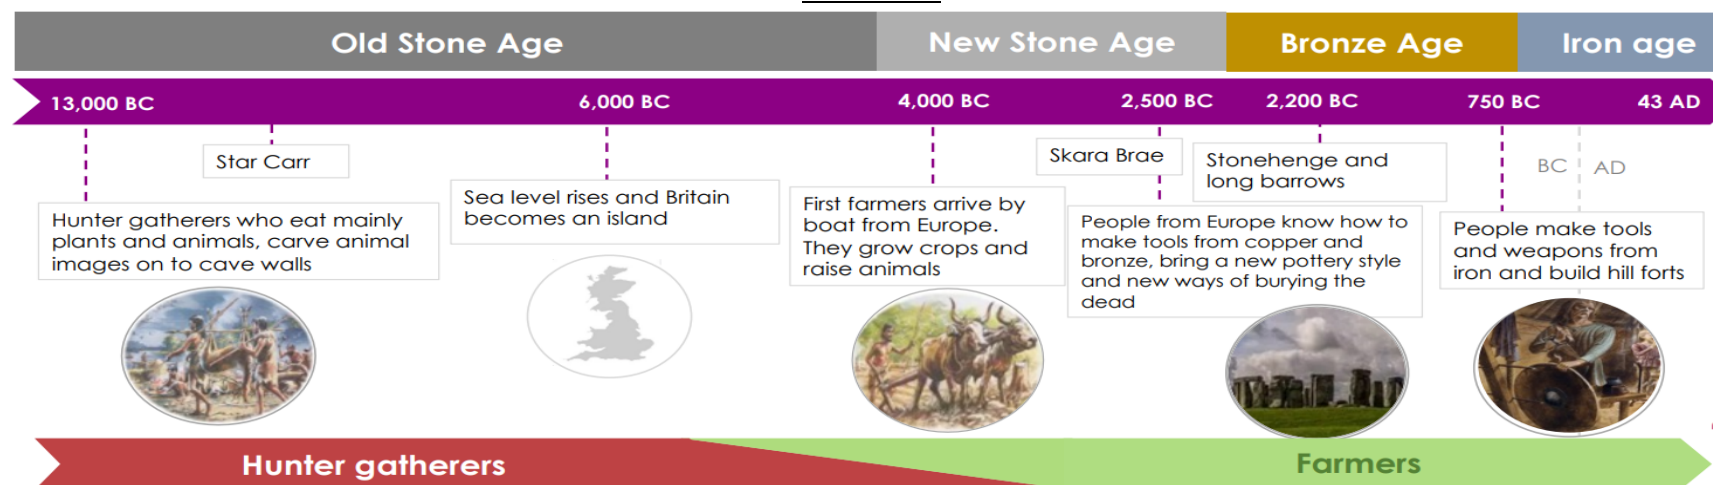 Old Stone Age
New Stone Age
Bronze Age
Iron age
13,000 BC
6,000 BC
4,000 BC
2,500 BC
2,200 BC
750 BC
43 AD
Star Carr
Skara Brae
Stonehenge and
long barrows
BC
AD
Hunter gatherers who eat mainly
plants and animals, carve animal
images on to cave walls
Sea level rises and Britain
becomes an island
First farmers arrive by
boat from Europe.
They grow crops and
raise animals
People from Europe know how to
make tools from copper and
bronze, bring a new pottery style
and new ways of burying the
dead
People make tools
and weapons from
iron and build hill forts
Hunter gatherers
Farmers